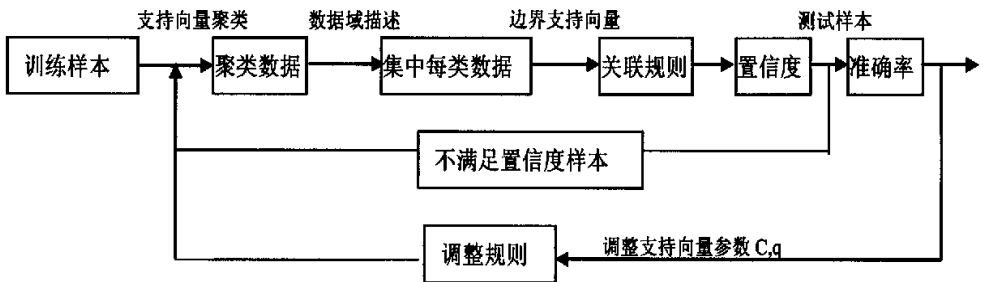 支持向量聚类
数据域描述
边界支持向量
测试样本
训练样本
聚类数据
集中每类数据
关联规则
置信度
准确率
不满足置信度样本
调整规则
调整支持向量参数 C,q